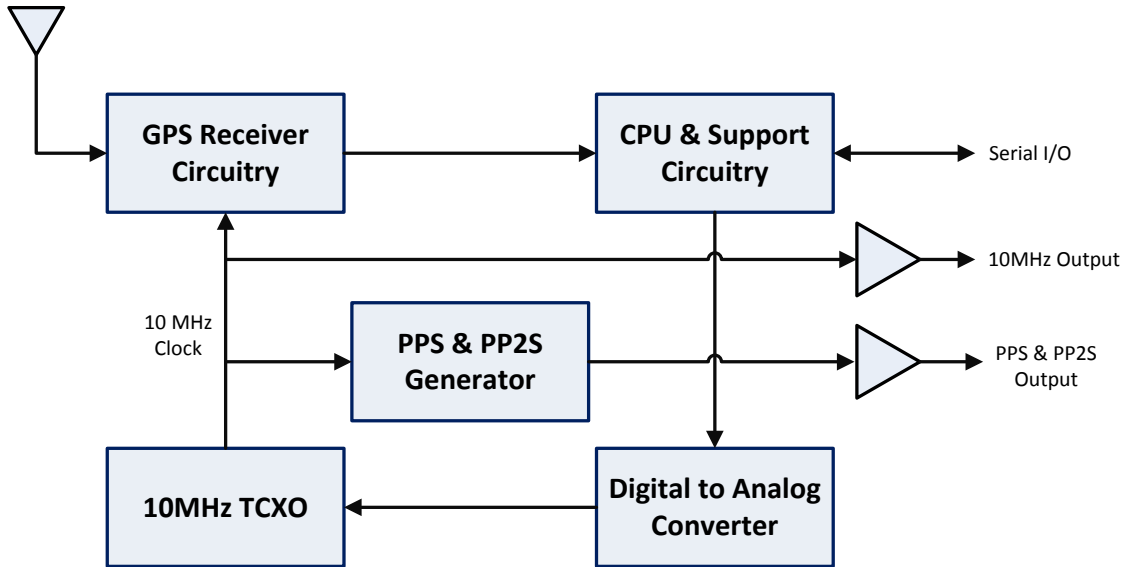 GPS Receiver
Circuitry
CPU & Support
Circuitry
Serial I/O
10MHz Output
10 MHz
Clock
PPS & PP2S
Generator
PPS & PP2S
Output
10MHz TCXO
Digital to Analog
Converter